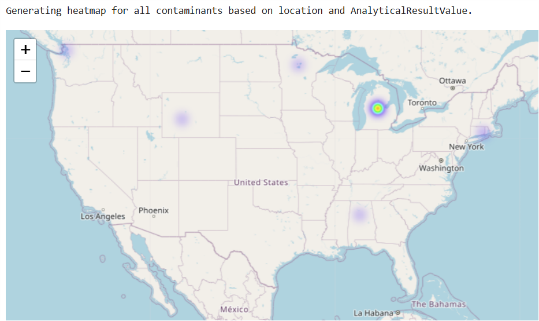 Generating heatmap for all contaminants based on location and AnalyticalResultValue.
+
−
Ottawa
Toronto
New York
Washington
United States
Los Angeles
Phoenix
The Bahamas
México
La Habana